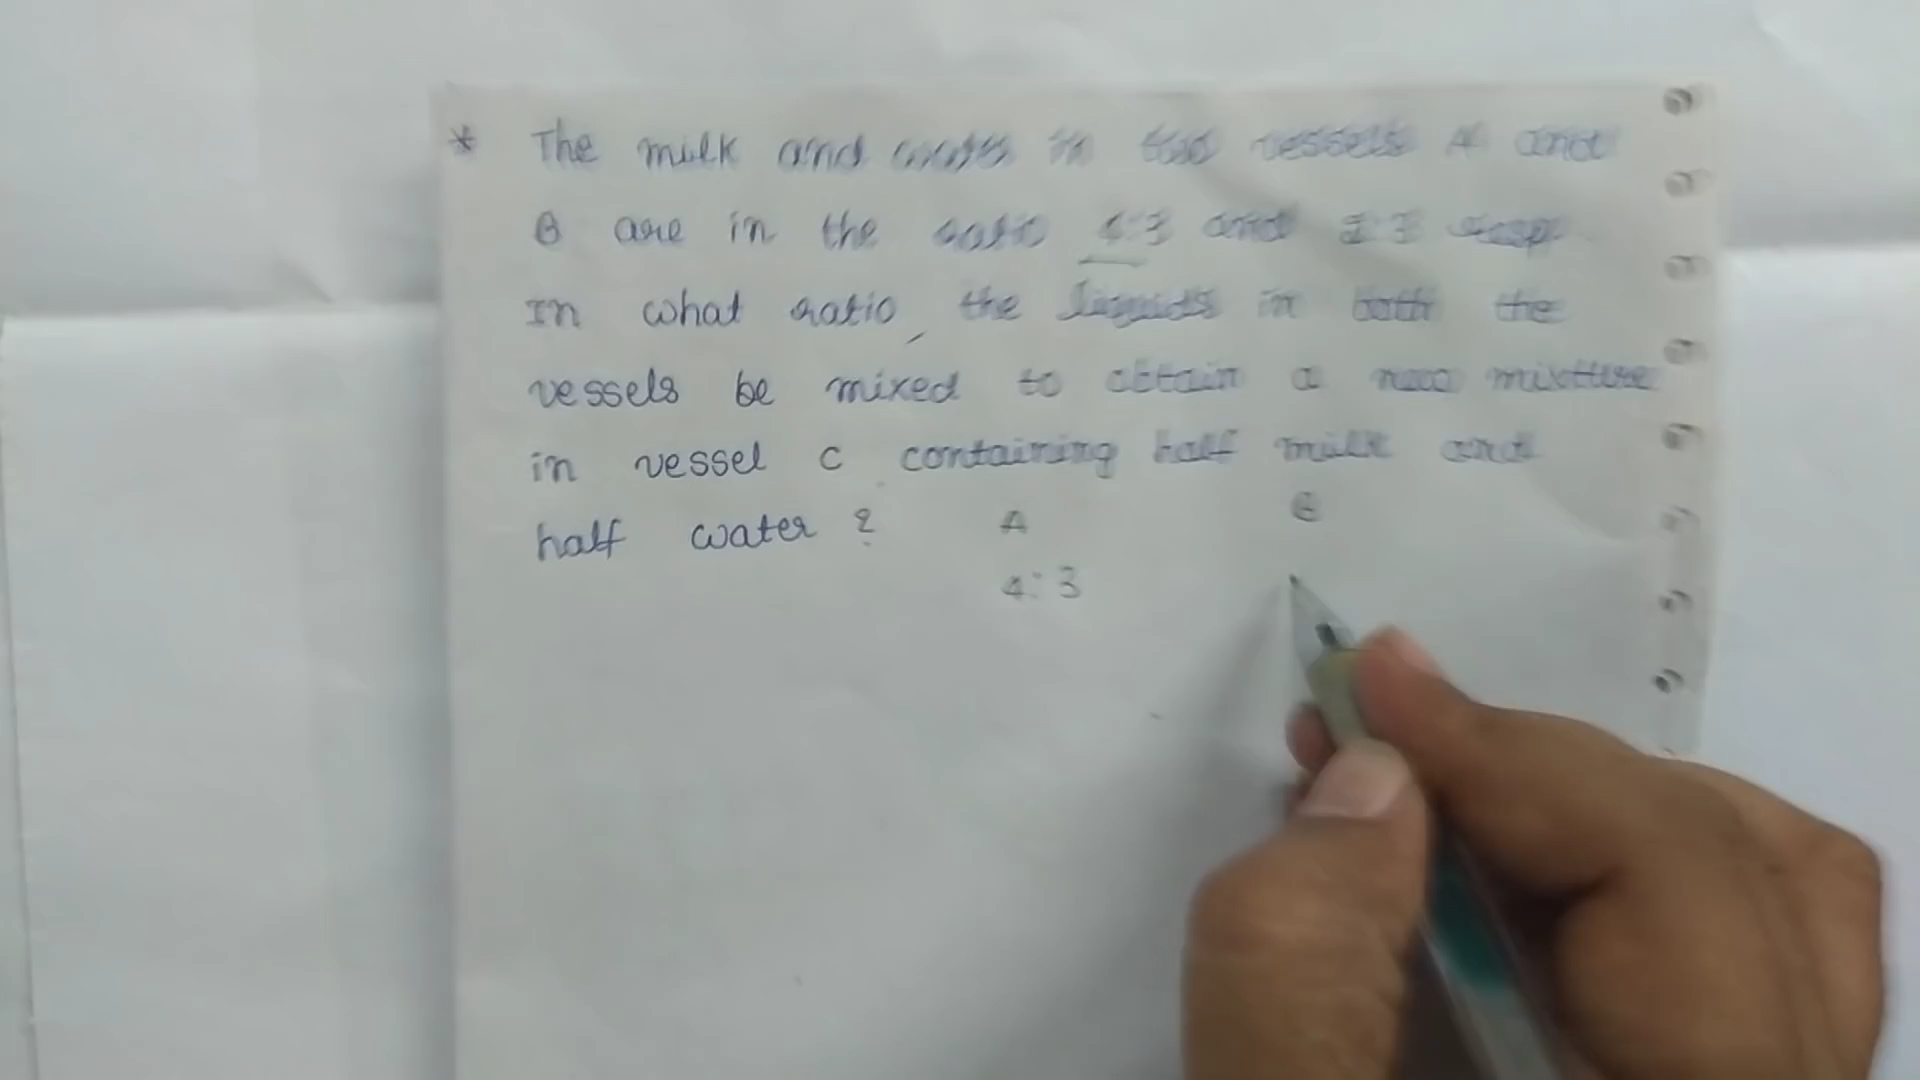 * The milk and water in two vessels A and
B are in the ratio 4:3 and 2:3 resp
In what ratio, the liquids in both the
vessels be mixed to obtain a new mixture
in vessel C containing half milk and
half water ?
A B
4:3